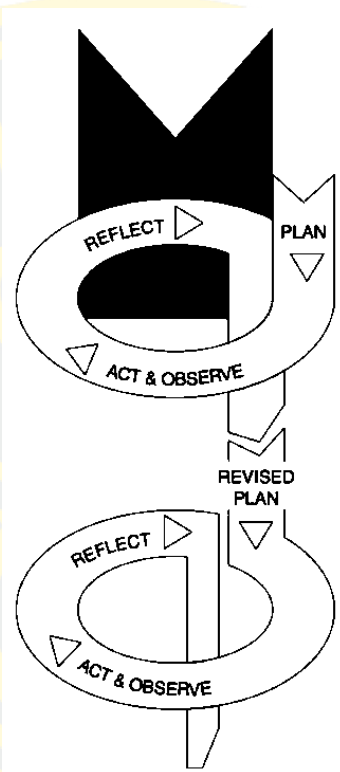 REFLECT
PLAN
ACT & OBSERVE
REVISED
PLAN
REFLECT
ACT & OBSERVE